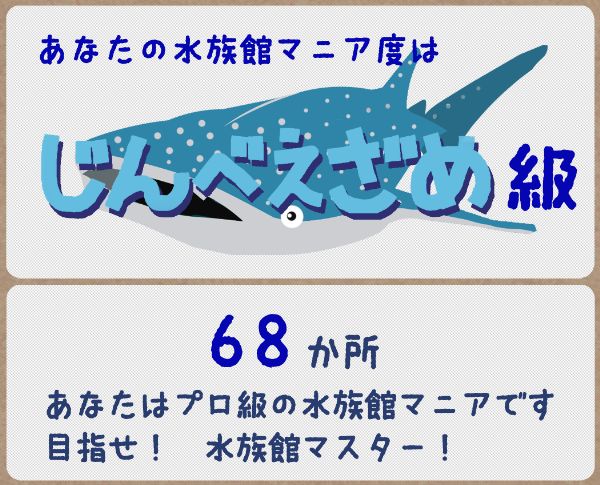 あなたの水族館マニア度は
じんべえざめ級
68か所
あなたはプロ級の水族館マニアです
目指せ！　水族館マスター！